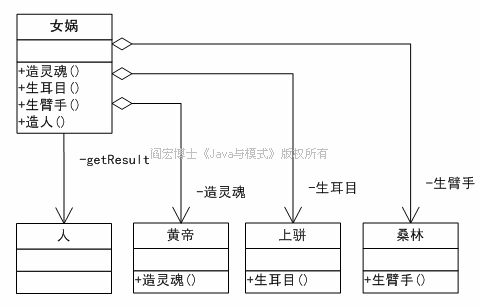 女娲
+造灵魂()
+生耳目()
+生臂手()
+造人()
阎宏博士《Java与模式》版权所有
-getResult
-造灵魂
-生耳目
-生臂手
人
黄帝
上骈
桑林
+造灵魂()
+生耳目()
+生臂手()